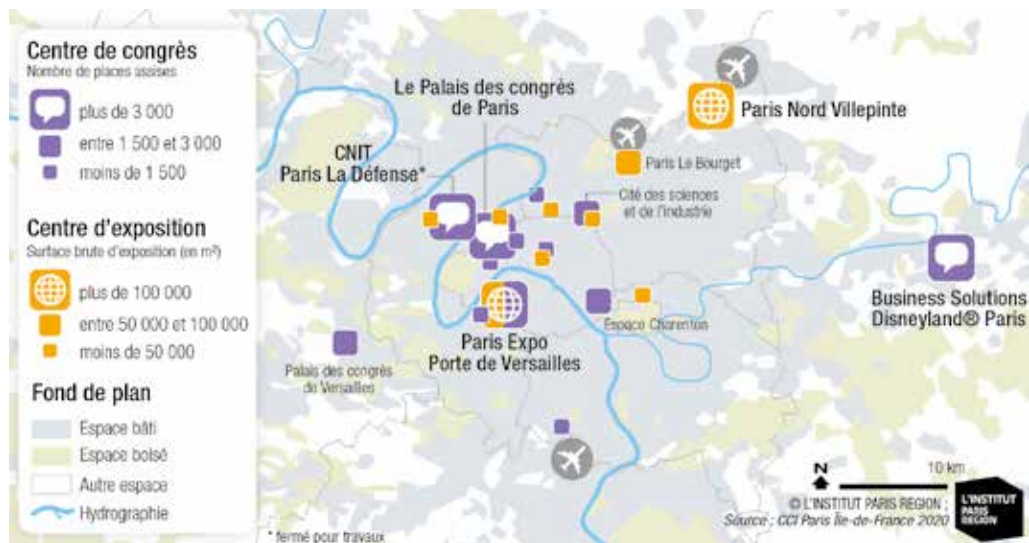 Centre de congrès
Nombre de places assises
plus de 3 000
entre 1 500 et 3 000
moins de 1 500
Centre d'exposition
Surface brute d'exposition (en m²)
plus de 100 000
entre 50 000 et 100 000
moins de 50 000
Fond de plan
Espace bâti
Espace boisé
Autre espace
Hydrographie
Le Palais des congrès
de Paris
CNIT
Paris La Défense*
Paris Nord Villepinte
Paris Le Bourget
Cité des sciences
et de l'Industrie
Business Solutions
Disneyland® Paris
Espace Charenton
Paris Expo
Porte de Versailles
Palais des congrès
de Versailles
* fermé pour travaux
N
10 km
© L'INSTITUT PARIS REGION ;
Source : CCI Paris Île-de-France 2020
L'INSTITUT
PARIS
REGION